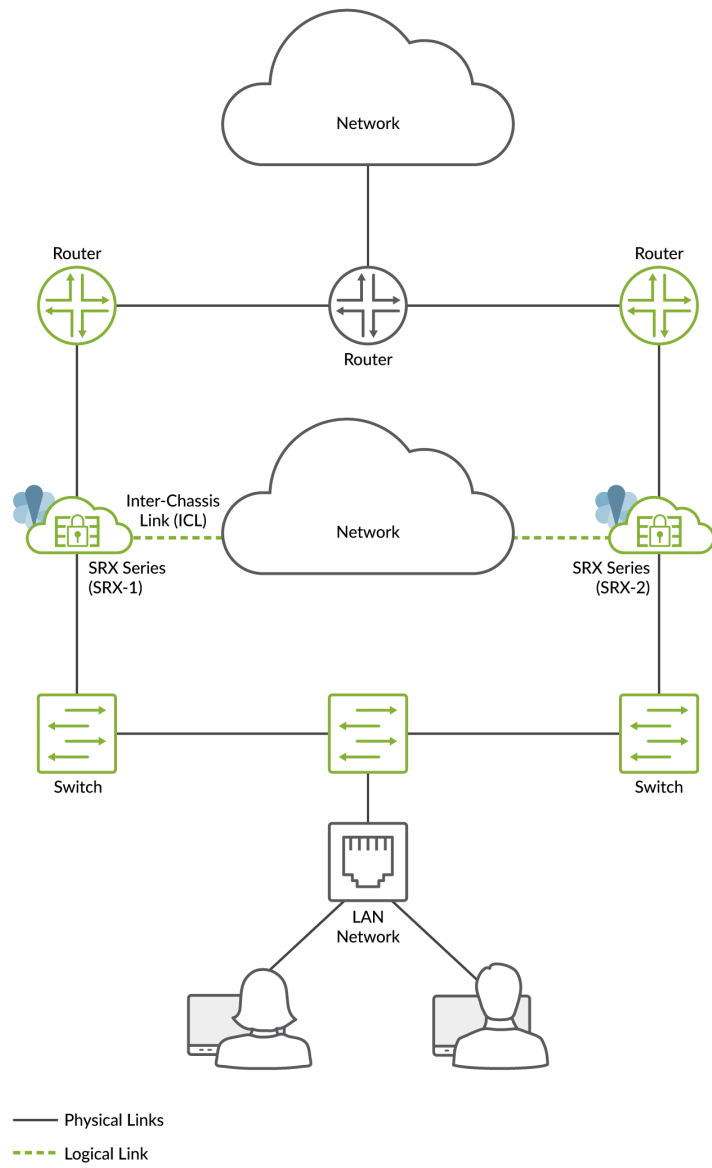 Network
Router
Router
Router
Inter-Chassis
Link (ICL)
Network
SRX Series
(SRX-1)
SRX Series
(SRX-2)
Switch
Switch
LAN
Network
Physical Links
Logical Link